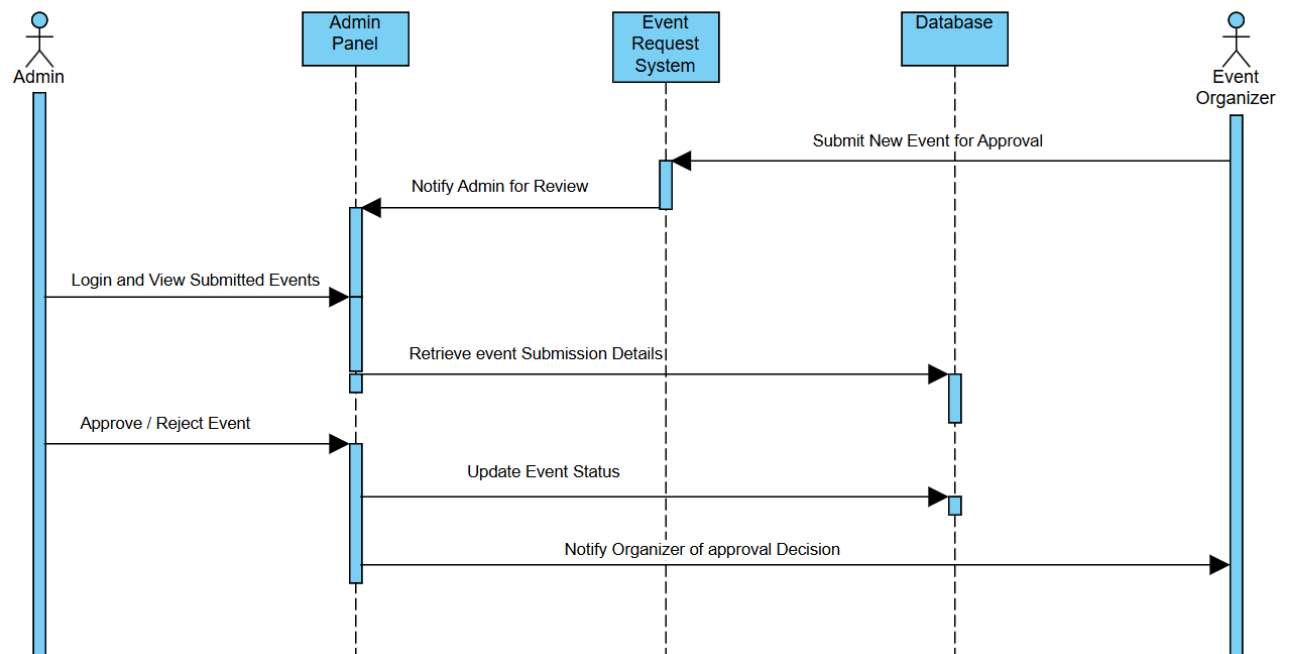 Admin
Admin
Panel
Event
Request
System
Database
Event
Organizer
Submit New Event for Approval
Notify Admin for Review
Login and View Submitted Events
Retrieve event Submission Details
Approve / Reject Event
Update Event Status
Notify Organizer of approval Decision